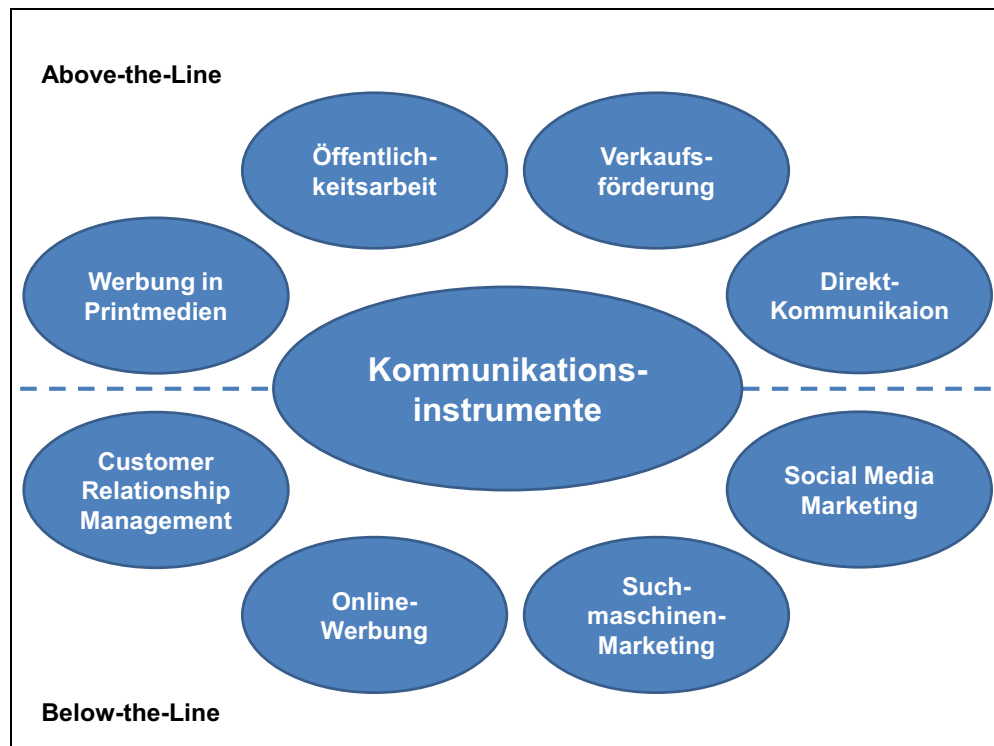 Above-the-Line
Öffentlich-
keitsarbeit
Verkaufs-
förderung
Werbung in
Printmedien
Direkt-
Kommunikaion
Kommunikations-
instrumente
Customer
Relationship
Management
Social Media
Marketing
Online-
Werbung
Such-
maschinen-
Marketing
Below-the-Line